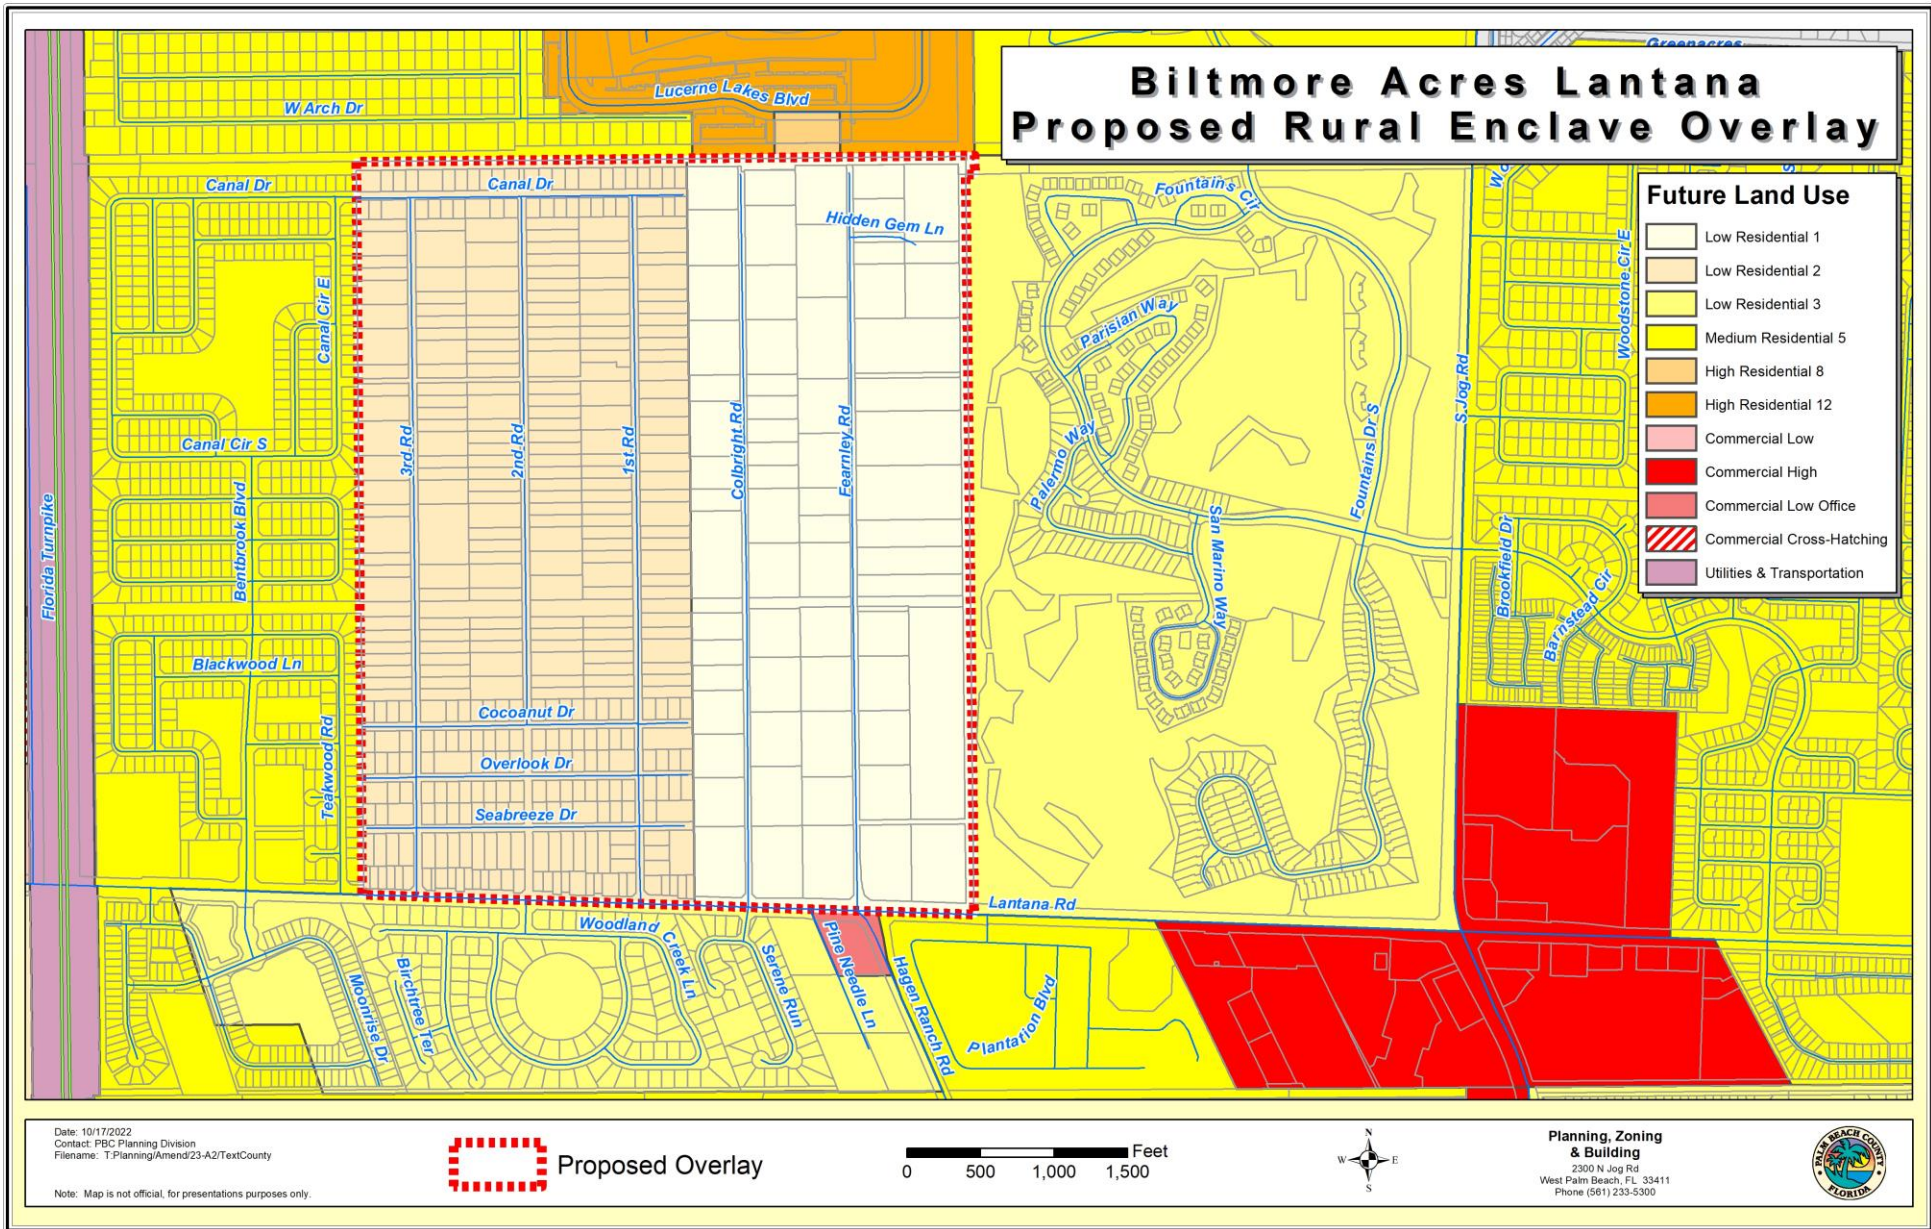 Biltmore Acres Lantana
Proposed Rural Enclave Overlay
Greenacres
Lucerne Lakes Blvd
W Arch Dr
Canal Dr
Canal Dr
Hidden Gem Ln
Fountains Cir
Wo
S
Canal Cir E
Parisian Way
Woodstone Cir E
S Jog Rd
Canal Cir S
3rd Rd
2nd Rd
1st Rd
Colbright Rd
Fearnley Rd
Palermo Way
Fountains Dr S
Florida Turnpike
Bentbrook Blvd
San Marino Way
Brookfield Dr
Barnstead Cir
Blackwood Ln
Teakwood Rd
Cocoanut Dr
Overlook Dr
Seabreeze Dr
Lantana Rd
Woodland Creek Ln
Moonrise Dr
Birchtree Ter
Serene Run
Pine Needle Ln
Hagen Ranch Rd
Plantation Blvd
Future Land Use
Low Residential 1
Low Residential 2
Low Residential 3
Medium Residential 5
High Residential 8
High Residential 12
Commercial Low
Commercial High
Commercial Low Office
Commercial Cross-Hatching
Utilities & Transportation
Date: 10/17/2022
Contact: PBC Planning Division
Filename: T:Planning/Amend/23-A2/TextCounty
Note: Map is not official, for presentations purposes only.
Proposed Overlay
Feet
0 500 1,000 1,500
N
W E
S
Planning, Zoning
& Building
2300 N Jog Rd
West Palm Beach, FL 33411
Phone (561) 233-5300
PALM BEACH COUNTY
FLORIDA